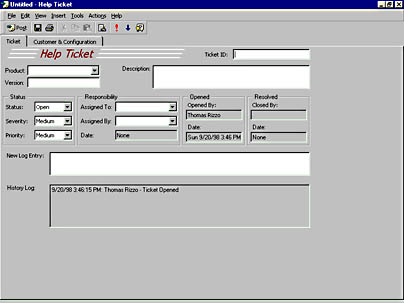 Untitled - Help Ticket
File Edit View Insert Tools Actions Help
Post
Ticket Customer & Configuration
Help Ticket
Ticket ID:
Product:
Description:
Version:
Status Responsibility Opened Resolved
Status: Open Assigned To: Opened By: Closed By:
Thomas Rizzo
Severity: Medium Assigned By: Date: Date:
Priority: Medium Date: None Sun 9/20/98 3:46 PM None
New Log Entry:
History Log:
9/20/98 3:46:15 PM: Thomas Rizzo - Ticket Opened